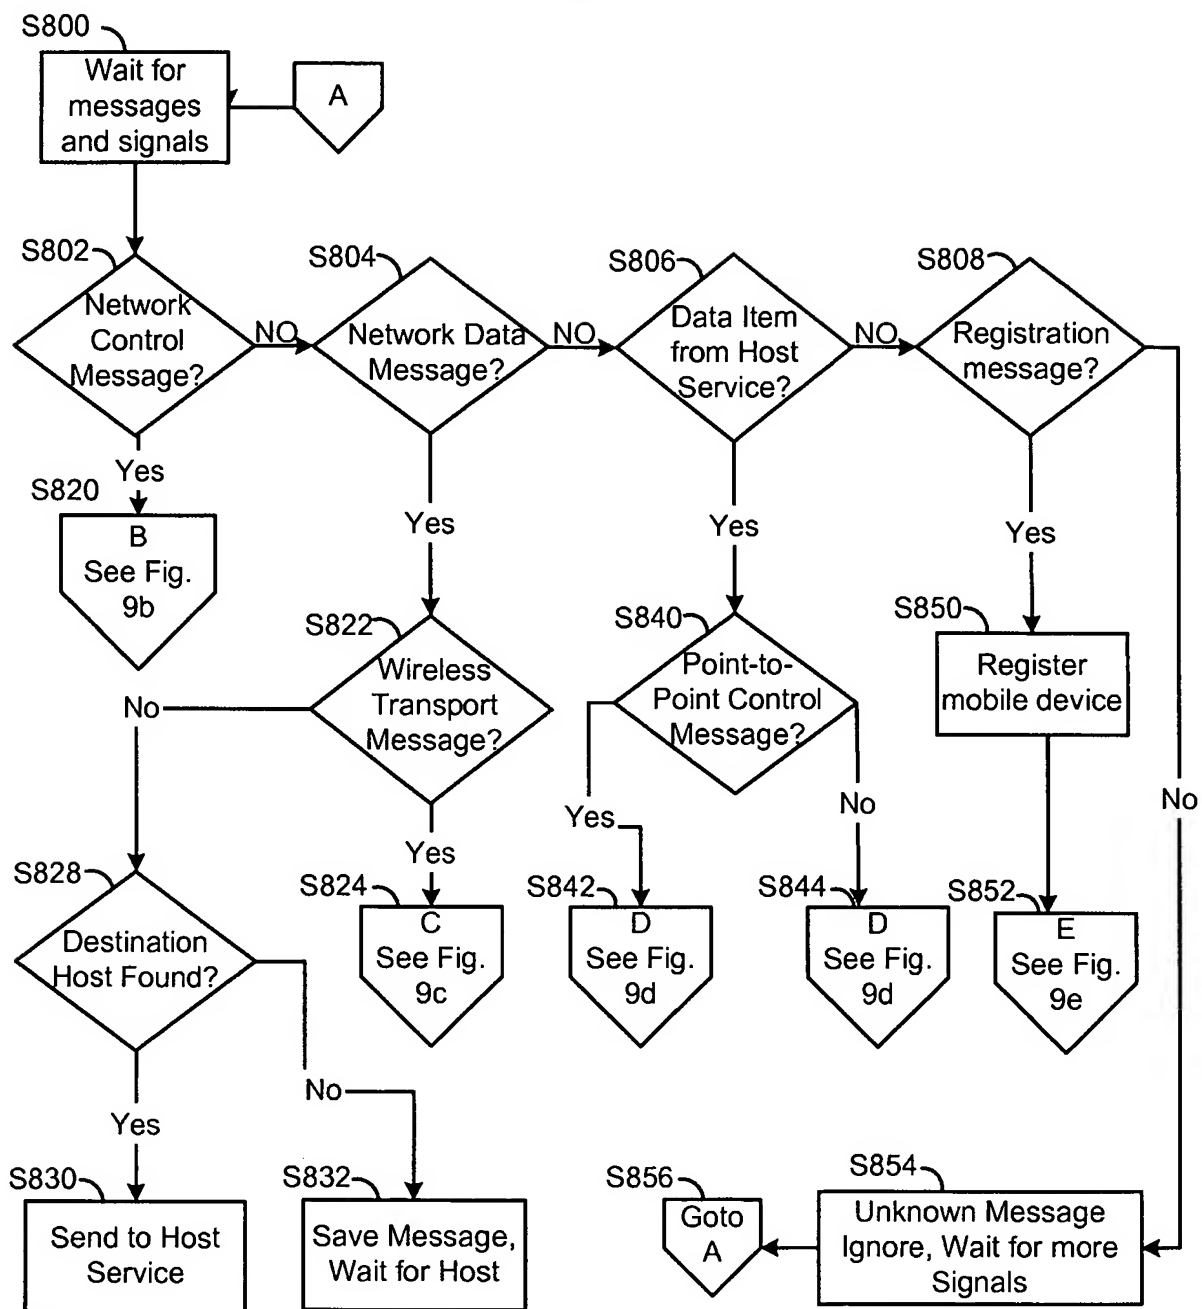 S800
Wait for
messages
and signals
A
S802
Network
Control
Message?
NO
S804
Network Data
Message?
NO
S806
Data Item
from Host
Service?
NO
S808
Registration
message?
Yes
S820
B
See Fig.
9b
Yes
Yes
Yes
No
S822
Wireless
Transport
Message?
No
S840
Point-to-
Point Control
Message?
S850
Register
mobile device
Yes
No
Yes
S828
Destination
Host Found?
S824
C
See Fig.
9c
S842
D
See Fig.
9d
S844
D
See Fig.
9d
S852
E
See Fig.
9e
No
Yes
S830
Send to Host
Service
S832
Save Message,
Wait for Host
S856
Goto
A
S854
Unknown Message
Ignore, Wait for more
Signals